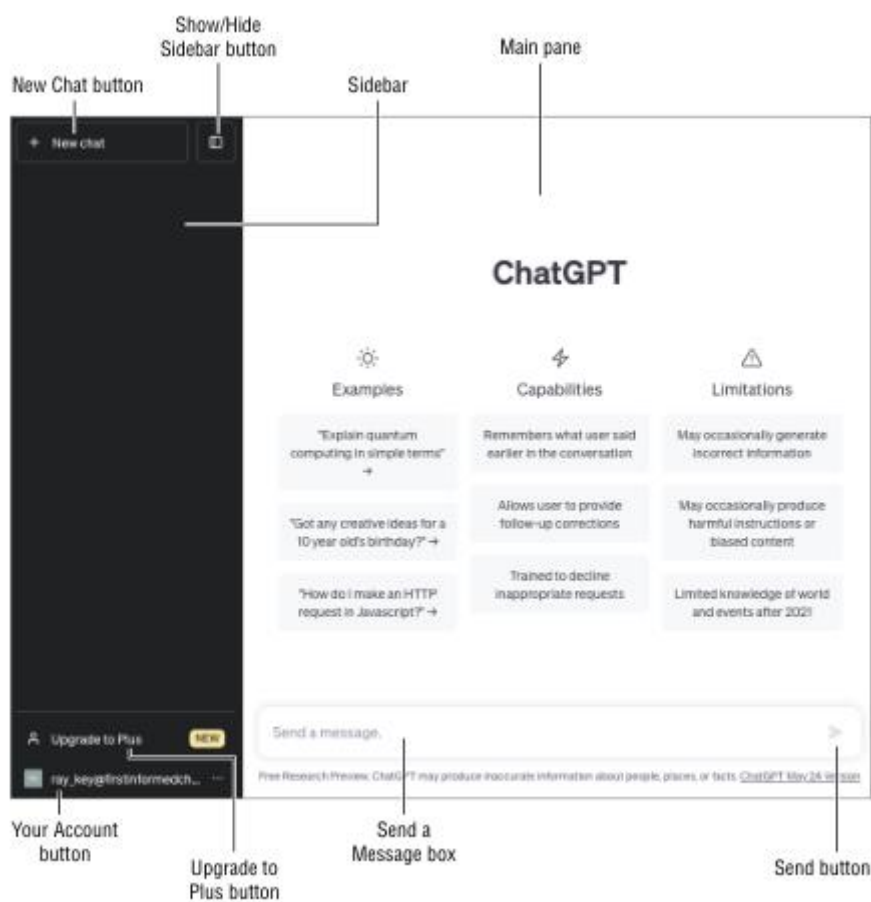 Show/Hide
Sidebar button
Main pane
New Chat button
Sidebar
+ New chat
ChatGPT
Examples
Capabilities
Limitations
"Explain quantum
computing in simple terms"
→
Remembers what user said
earlier in the conversation
May occasionally generate
incorrect information
"Got any creative ideas for a
10 year old's birthday?" →
Allows user to provide
follow-up corrections
May occasionally produce
harmful instructions or
biased content
"How do I make an HTTP
request in Javascript?" →
Trained to decline
inappropriate requests
Limited knowledge of world
and events after 2021
Upgrade to Plus
NEW
Send a message.
ray_key@firstinformedch... ...
Free Research Preview. ChatGPT may produce inaccurate information about people, places, or facts. ChatGPT May 24 Version
Your Account
button
Send a
Message box
Upgrade to
Plus button
Send button